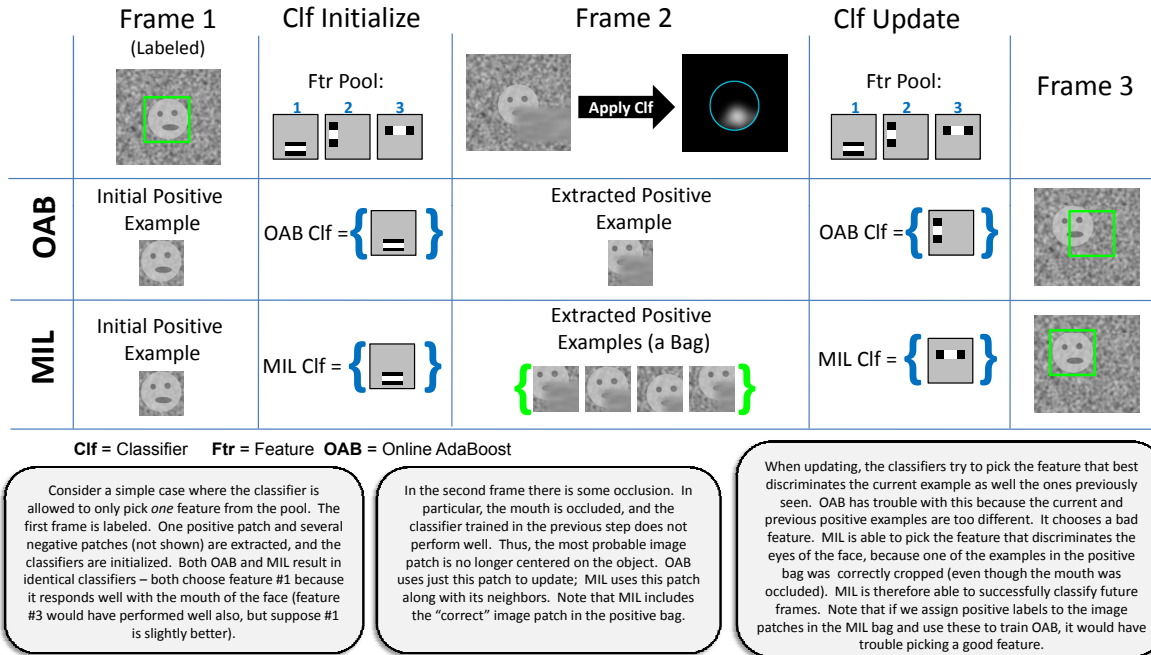 Frame 1
(Labeled)
Clf Initialize
Ftr Pool:
1 2 3
Frame 2
Apply Clf
Clf Update
Ftr Pool:
1 2 3
Frame 3
OAB
Initial Positive
Example
OAB Clf =
Extracted Positive
Example
OAB Clf =
MIL
Initial Positive
Example
MIL Clf =
Extracted Positive
Examples (a Bag)
MIL Clf =
Clf = Classifier Ftr = Feature OAB = Online AdaBoost
Consider a simple case where the classifier is
allowed to only pick one feature from the pool. The
first frame is labeled. One positive patch and several
negative patches (not shown) are extracted, and the
classifiers are initialized. Both OAB and MIL result in
identical classifiers – both choose feature #1 because
it responds well with the mouth of the face (feature
#3 would have performed well also, but suppose #1
is slightly better).
In the second frame there is some occlusion. In
particular, the mouth is occluded, and the
classifier trained in the previous step does not
perform well. Thus, the most probable image
patch is no longer centered on the object. OAB
uses just this patch to update; MIL uses this patch
along with its neighbors. Note that MIL includes
the “correct” image patch in the positive bag.
When updating, the classifiers try to pick the feature that best
discriminates the current example as well the ones previously
seen. OAB has trouble with this because the current and
previous positive examples are too different. It chooses a bad
feature. MIL is able to pick the feature that discriminates the
eyes of the face, because one of the examples in the positive
bag was correctly cropped (even though the mouth was
occluded). MIL is therefore able to successfully classify future
frames. Note that if we assign positive labels to the image
patches in the MIL bag and use these to train OAB, it would have
trouble picking a good feature.